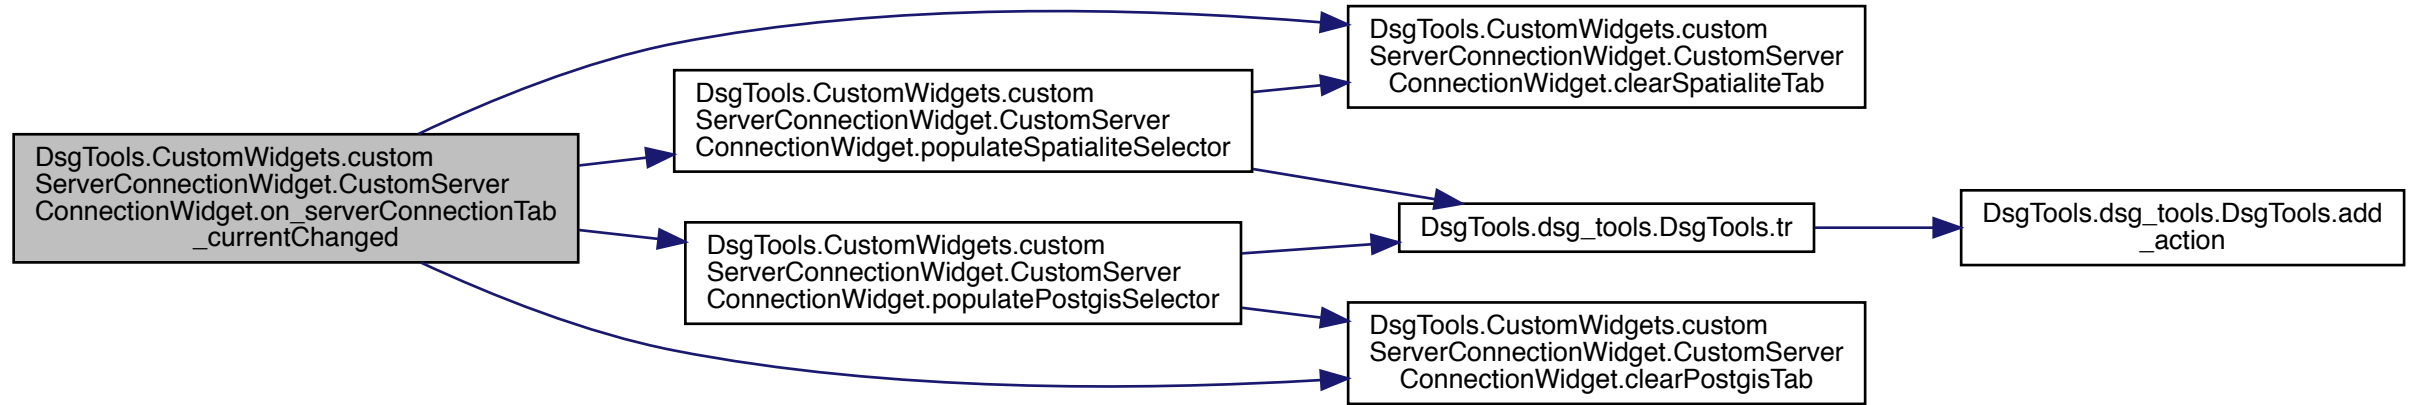 DsgTools.CustomWidgets.custom
ServerConnectionWidget.CustomServer
ConnectionWidget.on_serverConnectionTab
_currentChanged
DsgTools.CustomWidgets.custom
ServerConnectionWidget.CustomServer
ConnectionWidget.populateSpatialiteSelector
DsgTools.CustomWidgets.custom
ServerConnectionWidget.CustomServer
ConnectionWidget.populatePostgisSelector
DsgTools.CustomWidgets.custom
ServerConnectionWidget.CustomServer
ConnectionWidget.clearSpatialiteTab
DsgTools.dsg_tools.DsgTools.tr
DsgTools.CustomWidgets.custom
ServerConnectionWidget.CustomServer
ConnectionWidget.clearPostgisTab
DsgTools.dsg_tools.DsgTools.add
_action